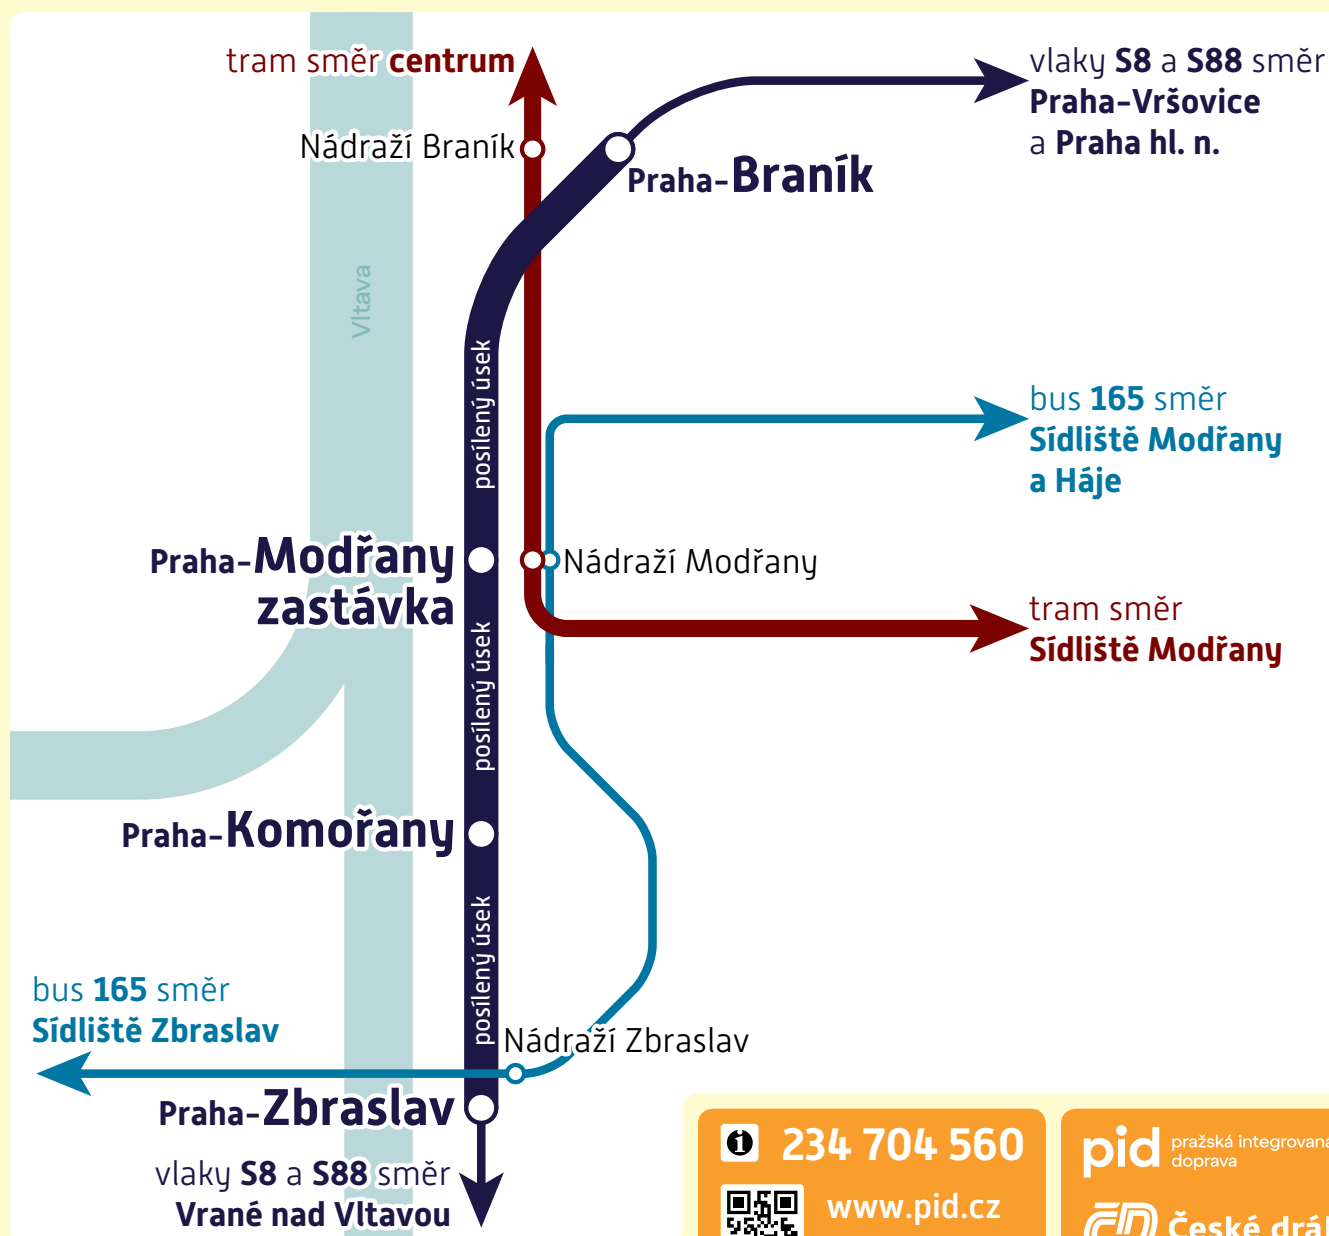 tram směr centrum
vlaky S8 a S88 směr
Praha-Vršovice
a Praha hl. n.
Nádraží Braník
Praha-Braník
Vltava
posílený úsek
bus 165 směr
Sídliště Modřany
a Háje
Praha-Modřany
zastávka
Nádraží Modřany
tram směr
Sídliště Modřany
posílený úsek
Praha-Komořany
posílený úsek
bus 165 směr
Sídliště Zbraslav
Nádraží Zbraslav
Praha-Zbraslav
vlaky S8 a S88 směr
Vrané nad Vltavou
234 704 560
www.pid.cz
pid pražská integrovaná
doprava
České